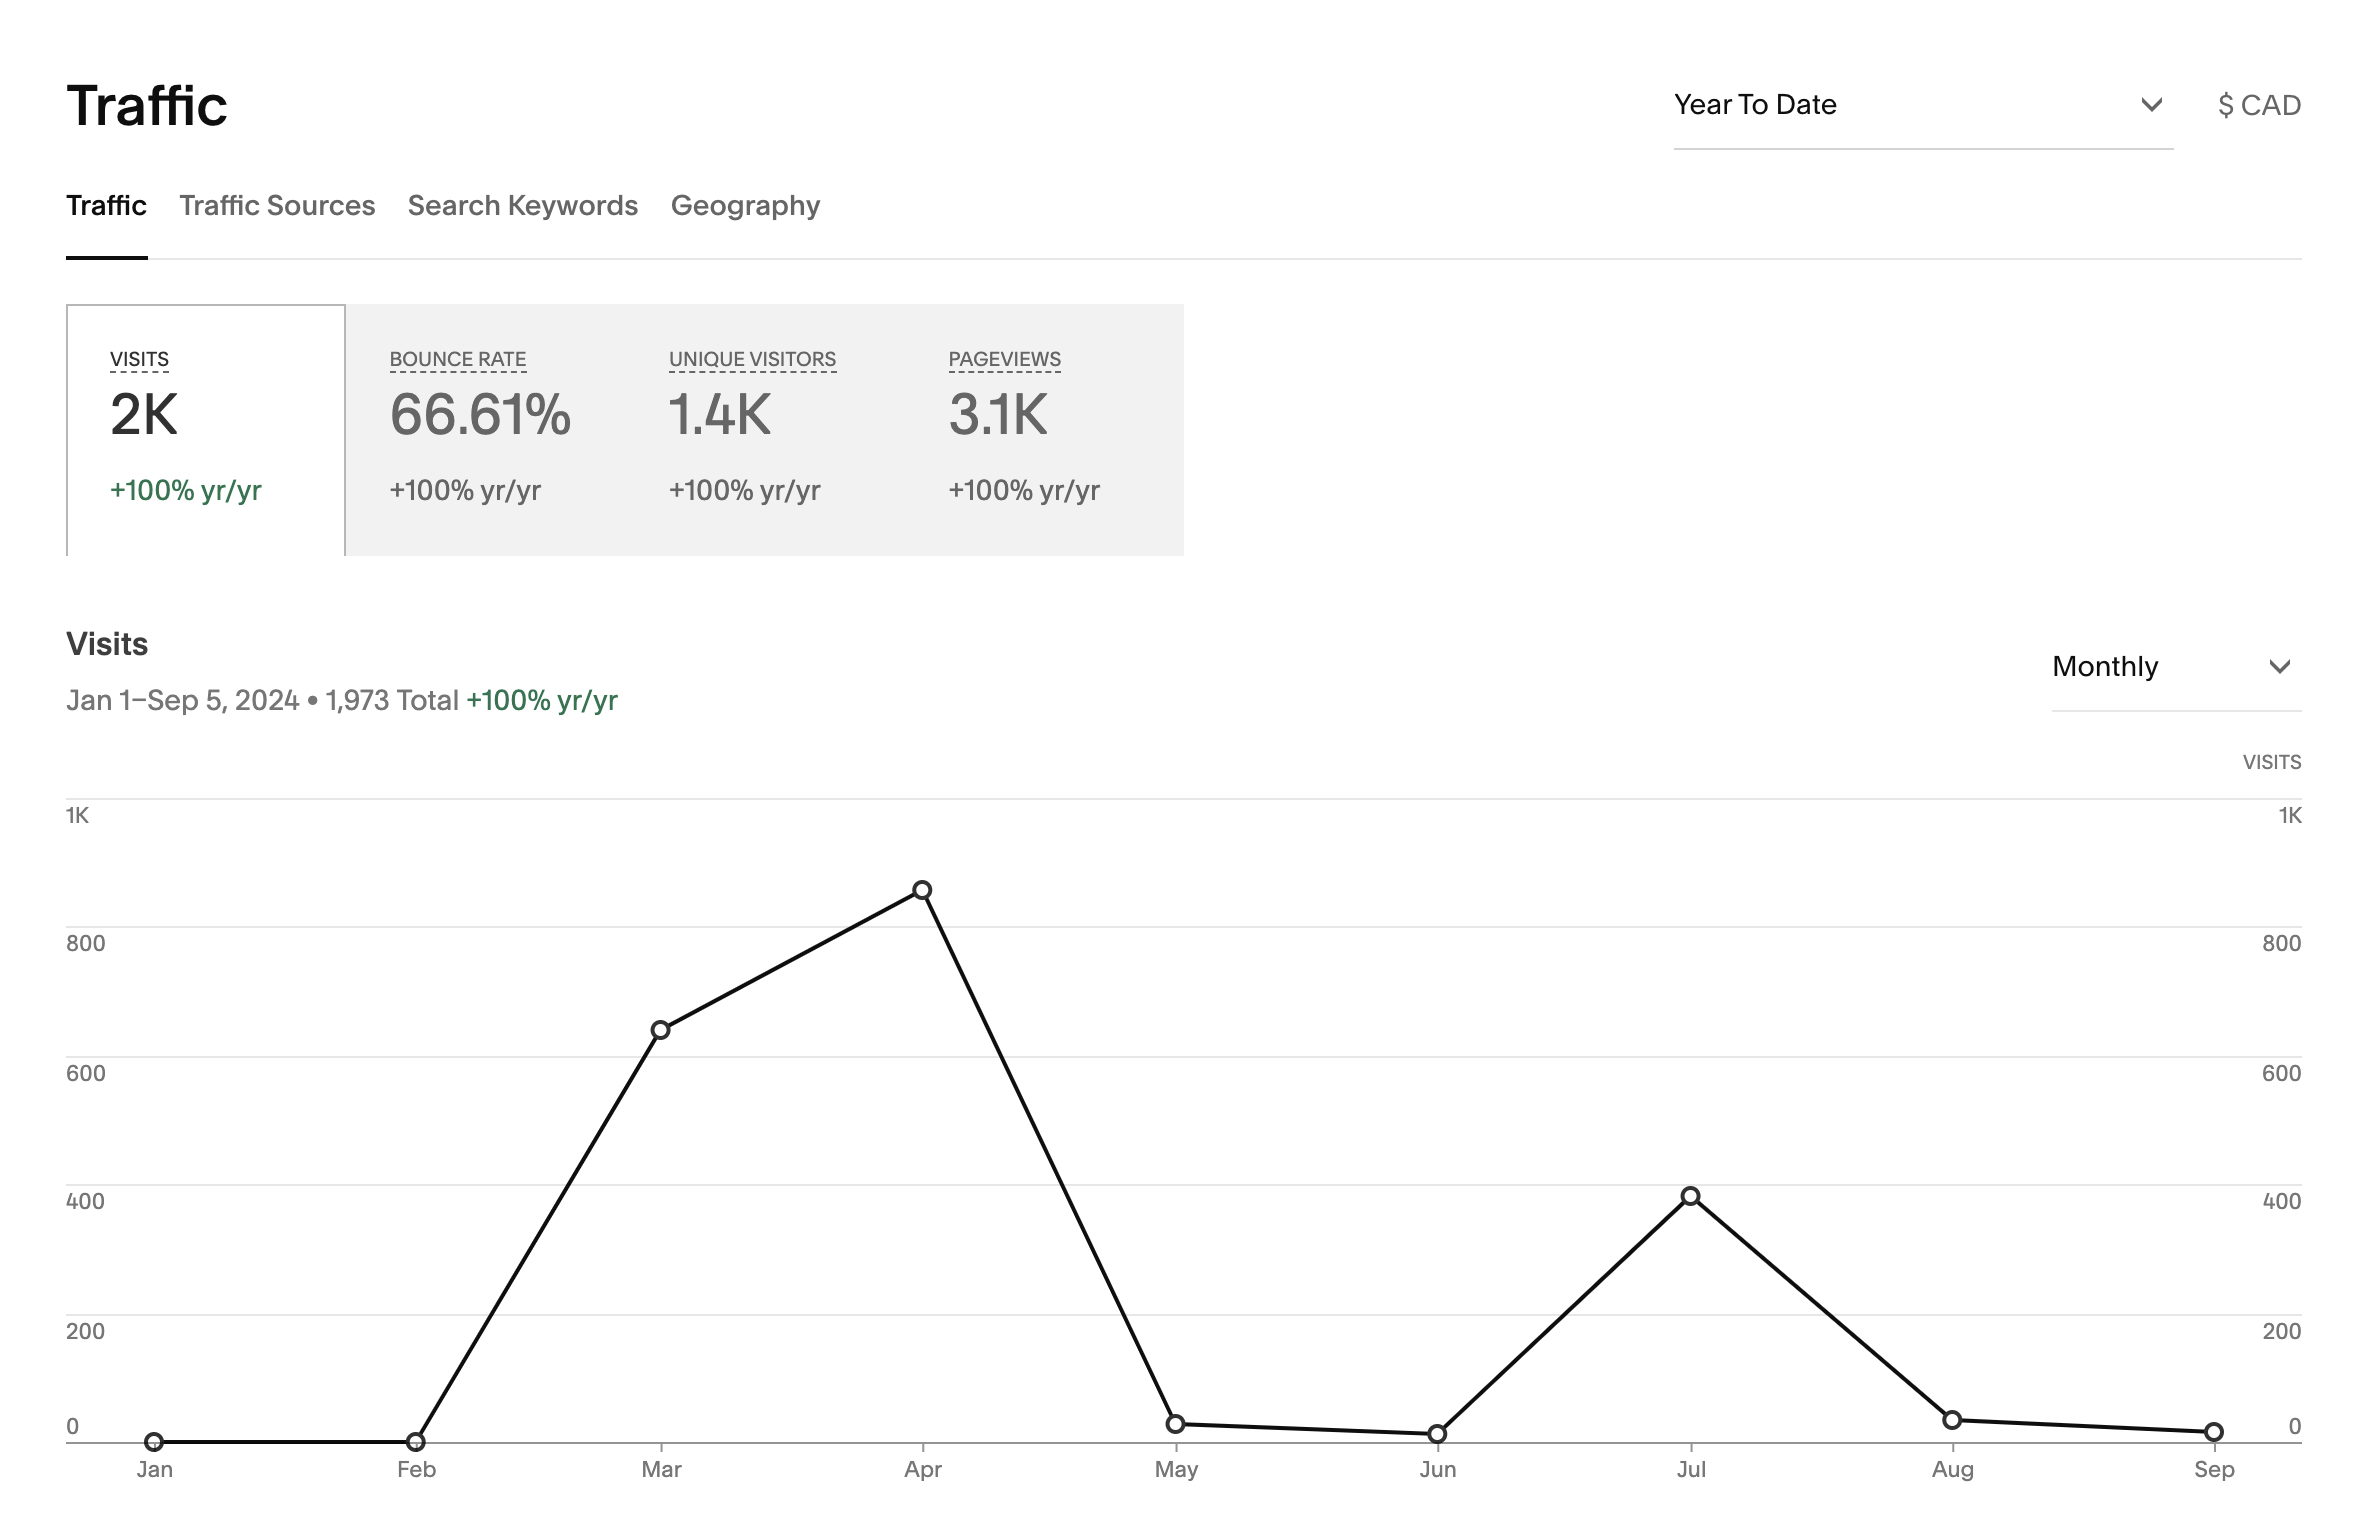 Traffic
Year To Date
$ CAD
Traffic Traffic Sources Search Keywords Geography
VISITS BOUNCE RATE UNIQUE VISITORS PAGEVIEWS
2K 66.61% 1.4K 3.1K
+100% yr/yr +100% yr/yr +100% yr/yr +100% yr/yr
Visits
Monthly
Jan 1–Sep 5, 2024 • 1,973 Total +100% yr/yr
VISITS
1K 1K
800 800
600 600
400 400
200 200
0 0
Jan Feb Mar Apr May Jun Jul Aug Sep